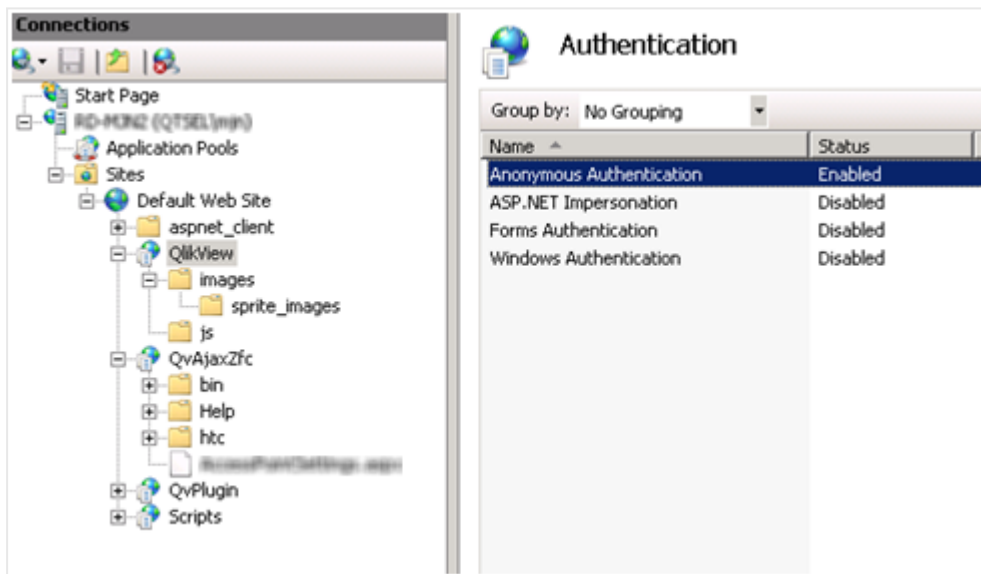 Connections
Start Page
Application Pools
Sites
Default Web Site
aspnet_client
QlikView
images
sprite_images
js
QvAjaxZfc
bin
Help
htc
QvPlugin
Scripts
Authentication
Group by: No Grouping
Name Status
Anonymous Authentication Enabled
ASP.NET Impersonation Disabled
Forms Authentication Disabled
Windows Authentication Disabled